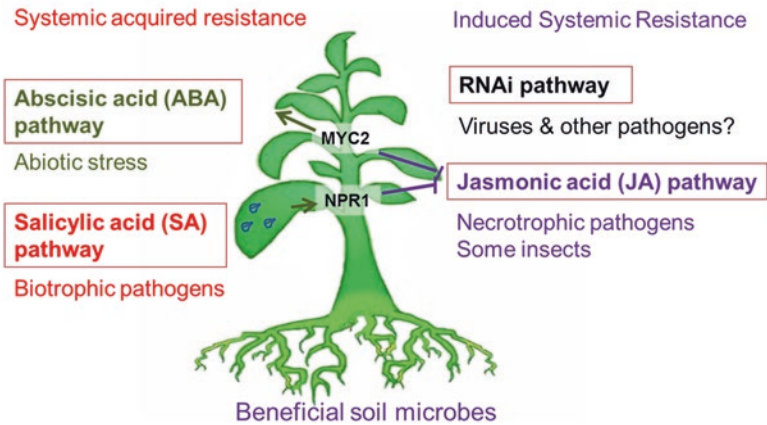 Systemic acquired resistance
Abscisic acid (ABA)
pathway
Abiotic stress
Salicylic acid (SA)
pathway
Biotrophic pathogens
MYC2
NPR1
Induced Systemic Resistance
RNAi pathway
Viruses & other pathogens?
Jasmonic acid (JA) pathway
Necrotrophic pathogens
Some insects
Beneficial soil microbes